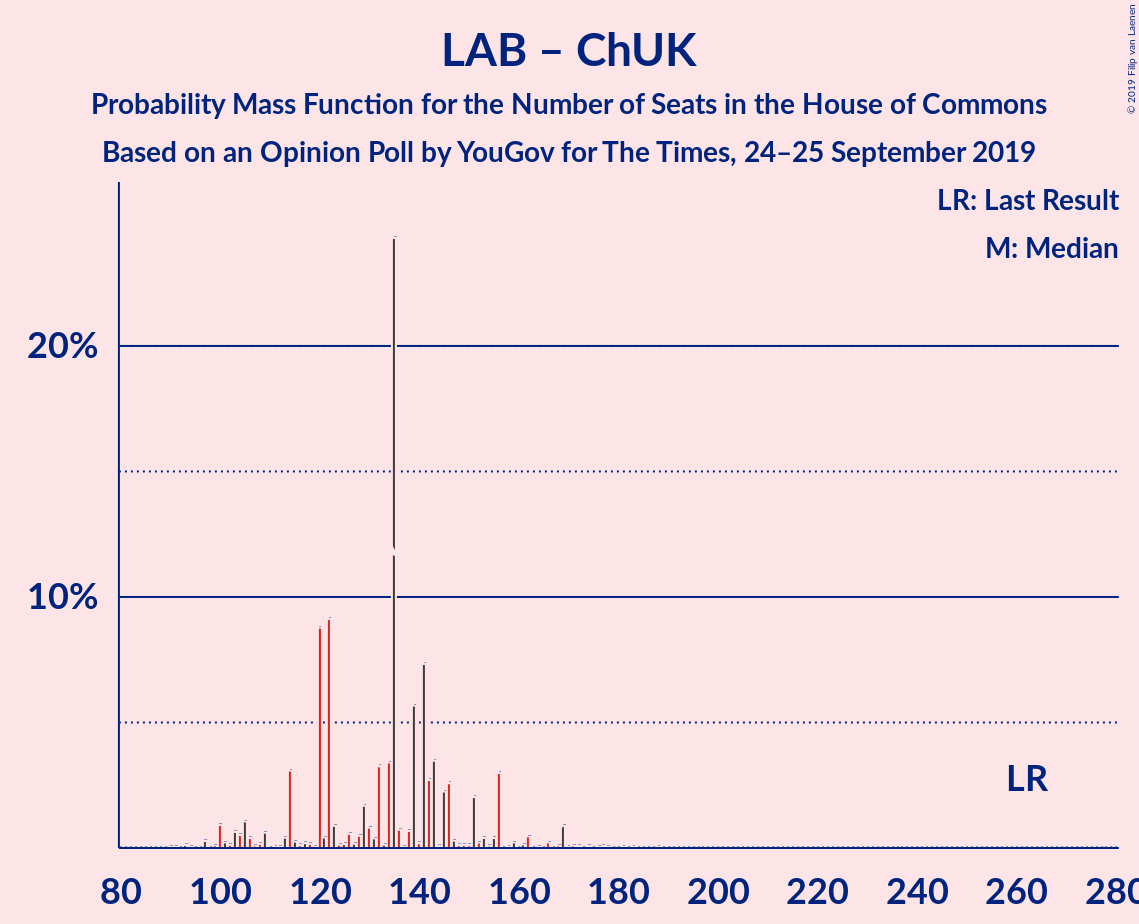 LAB – ChUK
Probability Mass Function for the Number of Seats in the House of Commons
Based on an Opinion Poll by YouGov for The Times, 24–25 September 2019
© 2019 Filip van Laenen
LR: Last Result
M: Median
20%
10%
LR
80 100 120 140 160 180 200 220 240 260 280